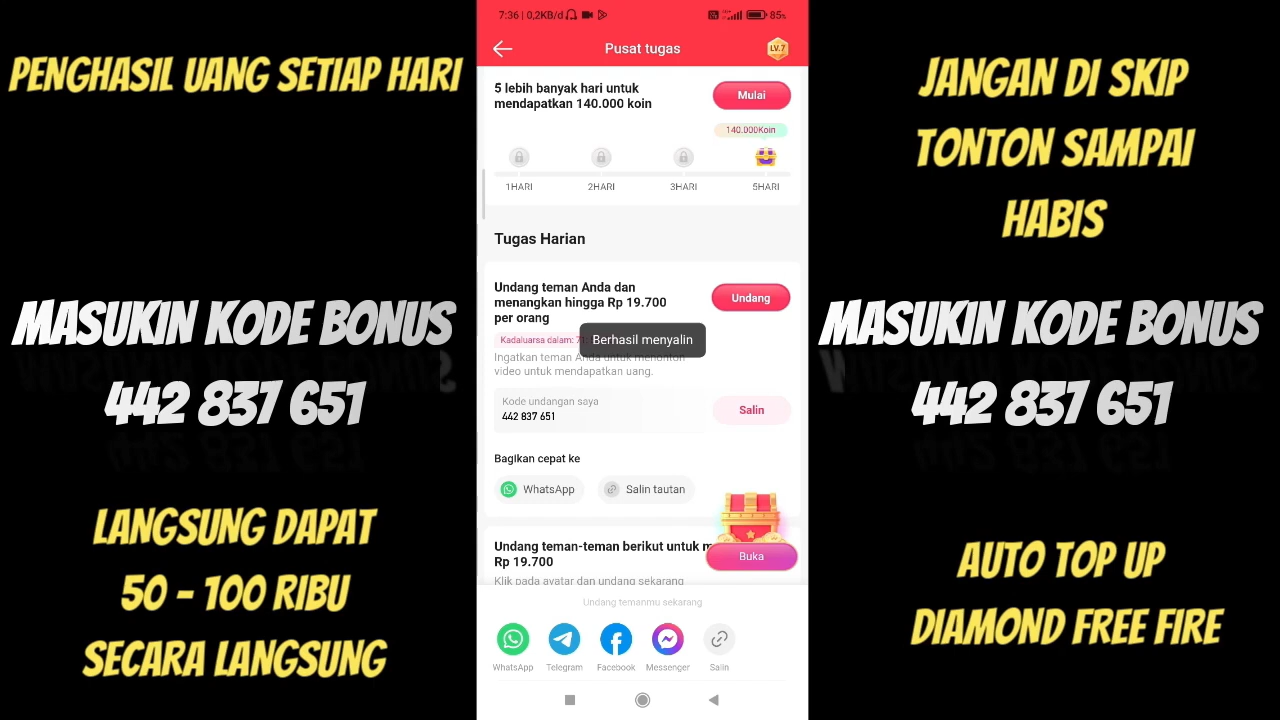 PENGHASIL UANG SETIAP HARI
MASUKIN KODE BONUS
442 837 651
LANGSUNG DAPAT
50 - 100 RIBU
SECARA LANGSUNG
7:36 | 0,2KB/d
85%
Pusat tugas
LV.7
5 lebih banyak hari untuk
mendapatkan 140.000 koin
Mulai
140.000Koin
1HARI 2HARI 3HARI 5HARI
Tugas Harian
Undang teman Anda dan
menangkan hingga Rp 19.700
per orang
Undang
Kadaluarsa dalam:
Berhasil menyalin
Ingatkan teman Anda untuk menonton
video untuk mendapatkan uang.
Kode undangan saya
442 837 651
Salin
Bagikan cepat ke
WhatsApp
Salin tautan
Undang teman-teman berikut untuk m
Rp 19.700
Buka
Klik pada avatar dan undang sekarang
Undang temanmu sekarang
WhatsApp Telegram Facebook Messenger Salin
JANGAN DI SKIP
TONTON SAMPAI
HABIS
MASUKIN KODE BONUS
442 837 651
AUTO TOP UP
DIAMOND FREE FIRE